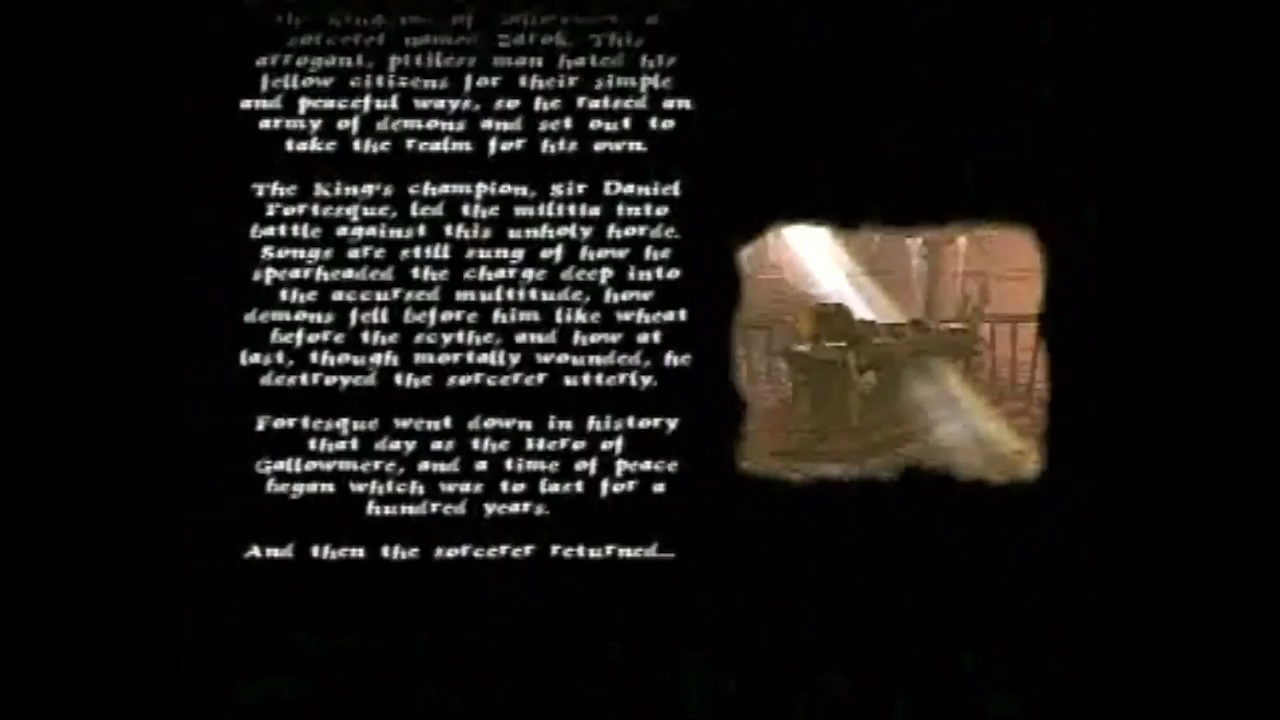 sorcerer named Zarok. This
arrogant, pitiless man hated his
fellow citizens for their simple
and peaceful ways, so he raised an
army of demons and set out to
take the realm for his own.
The King's champion, Sir Daniel
Fortesque, led the militia into
battle against this unholy horde.
Songs are still sung of how he
spearheaded the charge deep into
the accursed multitude, how
demons fell before him like wheat
before the scythe, and how at
last, though mortally wounded, he
destroyed the sorcerer utterly.
Fortesque went down in history
that day as the Hero of
Gallowmere, and a time of peace
began which was to last for a
hundred years.
And then the sorcerer returned...